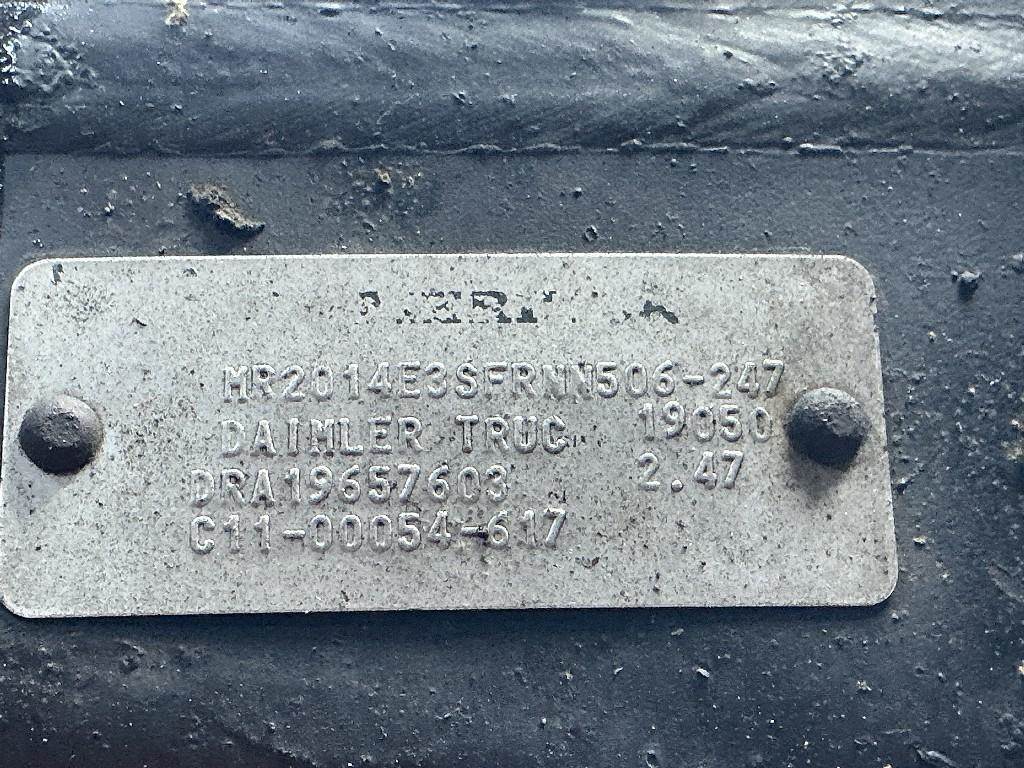 MR2014E3SFRNN506-247
DAIMLER TRUC 19050
DRA19657603 2.47
C11-00054-617